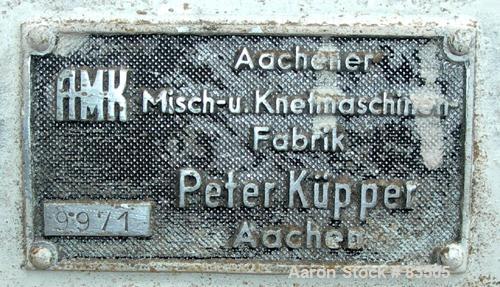 Aachener
AMK Misch-u. Knetmaschinen-
Fabrik
Peter Küpper
9971 Aachen
Aaron Stock # 83505